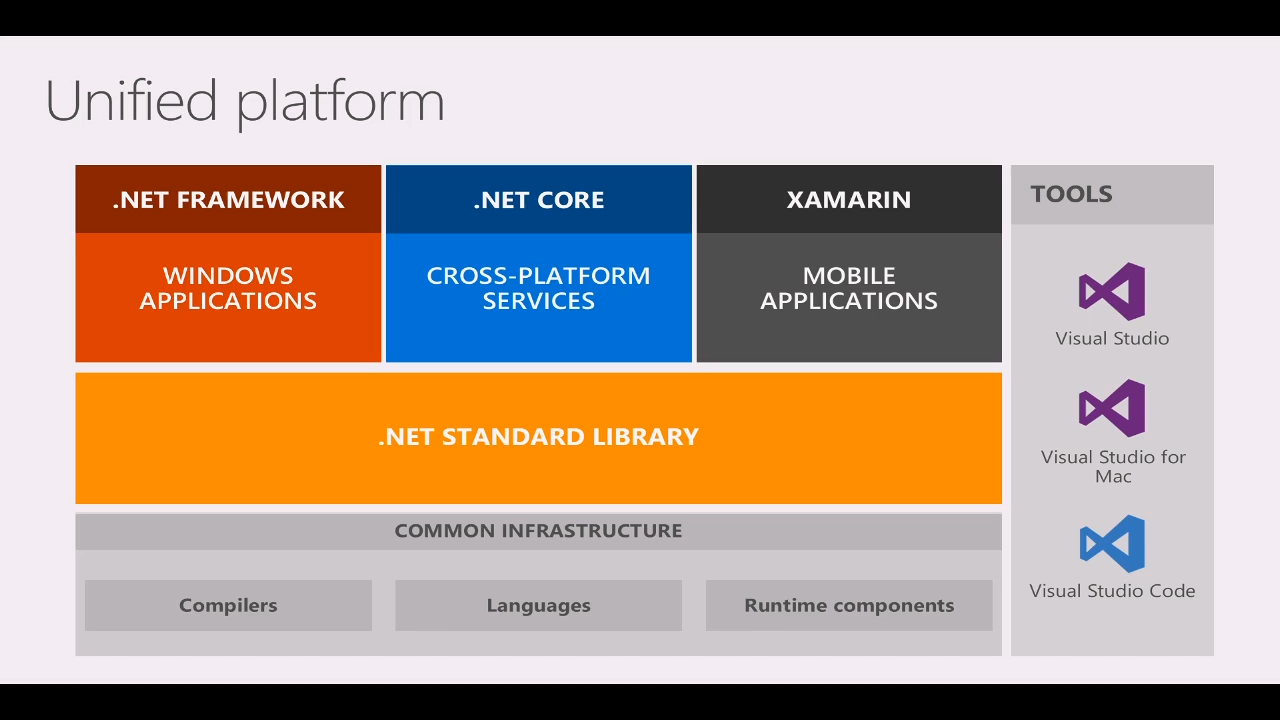 Unified platform
.NET FRAMEWORK
WINDOWS
APPLICATIONS
.NET CORE
CROSS-PLATFORM
SERVICES
XAMARIN
MOBILE
APPLICATIONS
.NET STANDARD LIBRARY
COMMON INFRASTRUCTURE
Compilers
Languages
Runtime components
TOOLS
Visual Studio
Visual Studio for
Mac
Visual Studio Code